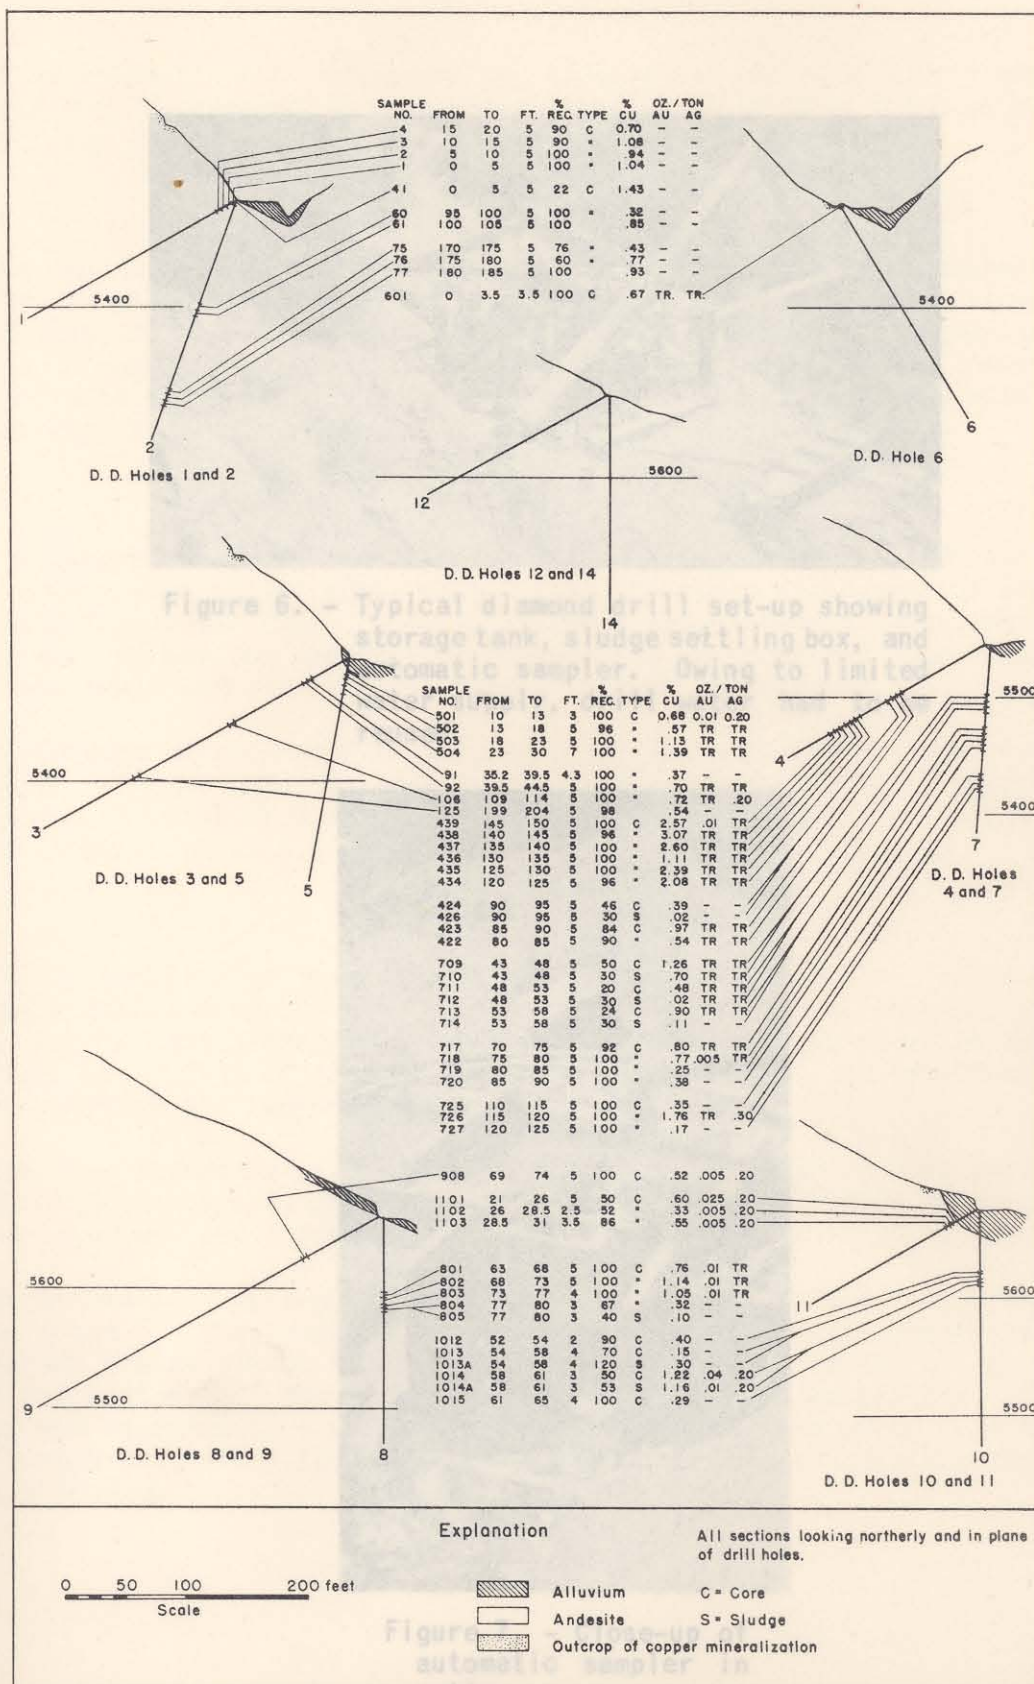 SAMPLE % % OZ./TON
NO. FROM TO FT. REC. TYPE CU AU AG
4 15 20 5 90 C 0.70 – –
3 10 15 5 90 " 1.08 – –
2 5 10 5 100 " .94 – –
1 0 5 5 100 " 1.04 – –
41 0 5 5 22 C 1.43 – –
60 95 100 5 100 " .32 – –
61 100 105 5 100 .85 – –
75 170 175 5 76 " .43 – –
76 175 180 5 60 " .77 – –
77 180 185 5 100 .93 – –
601 0 3.5 3.5 100 C .67 TR. TR.
5400
1
2
D. D. Holes 1 and 2
5400
6
D.D. Hole 6
5600
12
D. D. Holes 12 and 14
14
Figure 6. - Typical diamond drill set-up showing
storage tank, sludge settling box, and
automatic sampler. Owing to limited
SAMPLE % % OZ./TON
NO. FROM TO FT. REC. TYPE CU AU AG
501 10 13 3 100 C 0.68 0.01 0.20
502 13 18 5 96 " .57 TR TR
503 18 23 5 100 " 1.13 TR TR
504 23 30 7 100 " 1.39 TR TR
91 35.2 39.5 4.3 100 " .37 – –
92 39.5 44.5 5 100 " .70 TR TR
106 109 114 5 100 " .72 TR .20
125 199 204 5 98 .54 – –
439 145 150 5 100 C 2.57 .01 TR
438 140 145 5 96 " 3.07 TR TR
437 135 140 5 100 " 2.60 TR TR
436 130 135 5 100 " 1.11 TR TR
435 125 130 5 100 " 2.39 TR TR
434 120 125 5 96 " 2.08 TR TR
424 90 95 5 46 C .39 – –
426 90 95 5 30 S .02 – –
423 85 90 5 84 C .97 TR TR
422 80 85 5 90 " .54 TR TR
709 43 48 5 50 C 1.26 TR TR
710 43 48 5 30 S .70 TR TR
711 48 53 5 20 C .48 TR TR
712 48 53 5 30 S .02 TR TR
713 53 58 5 24 C .90 TR TR
714 53 58 5 30 S .11 – –
717 70 75 5 92 C .80 TR TR
718 75 80 5 100 " .77 .005 TR
719 80 85 5 100 " .25 – –
720 85 90 5 100 " .38 – –
725 110 115 5 100 C .35 – –
726 115 120 5 100 " 1.76 TR .30
727 120 125 5 100 " .17 – –
5400
3
D. D. Holes 3 and 5
5
5500
4
5400
7
D. D. Holes
4 and 7
908 69 74 5 100 C .52 .005 .20
1101 21 26 5 50 C .60 .025 .20
1102 26 28.5 2.5 52 " .33 .005 .20
1103 28.5 31 3.5 86 " .55 .005 .20
801 63 68 5 100 C .76 .01 TR
802 68 73 5 100 " 1.14 .01 TR
803 73 77 4 100 " 1.05 .01 TR
804 77 80 3 67 " .32 – –
805 77 80 3 40 S .10 – –
1012 52 54 2 90 C .40 – –
1013 54 58 4 70 C .15 – –
1013A 54 58 4 120 S .30 – –
1014 58 61 3 50 C 1.22 .04 .20
1014A 58 61 3 53 S 1.16 .01 .20
1015 61 65 4 100 C .29 – –
5600
5500
9
D. D. Holes 8 and 9
8
5600
11
5500
10
D. D. Holes 10 and 11
Explanation
All sections looking northerly and in plane
of drill holes.
0 50 100 200 feet
Scale
Alluvium C = Core
Andesite S = Sludge
Outcrop of copper mineralization
Figure 7. - Close-up of
automatic sampler in